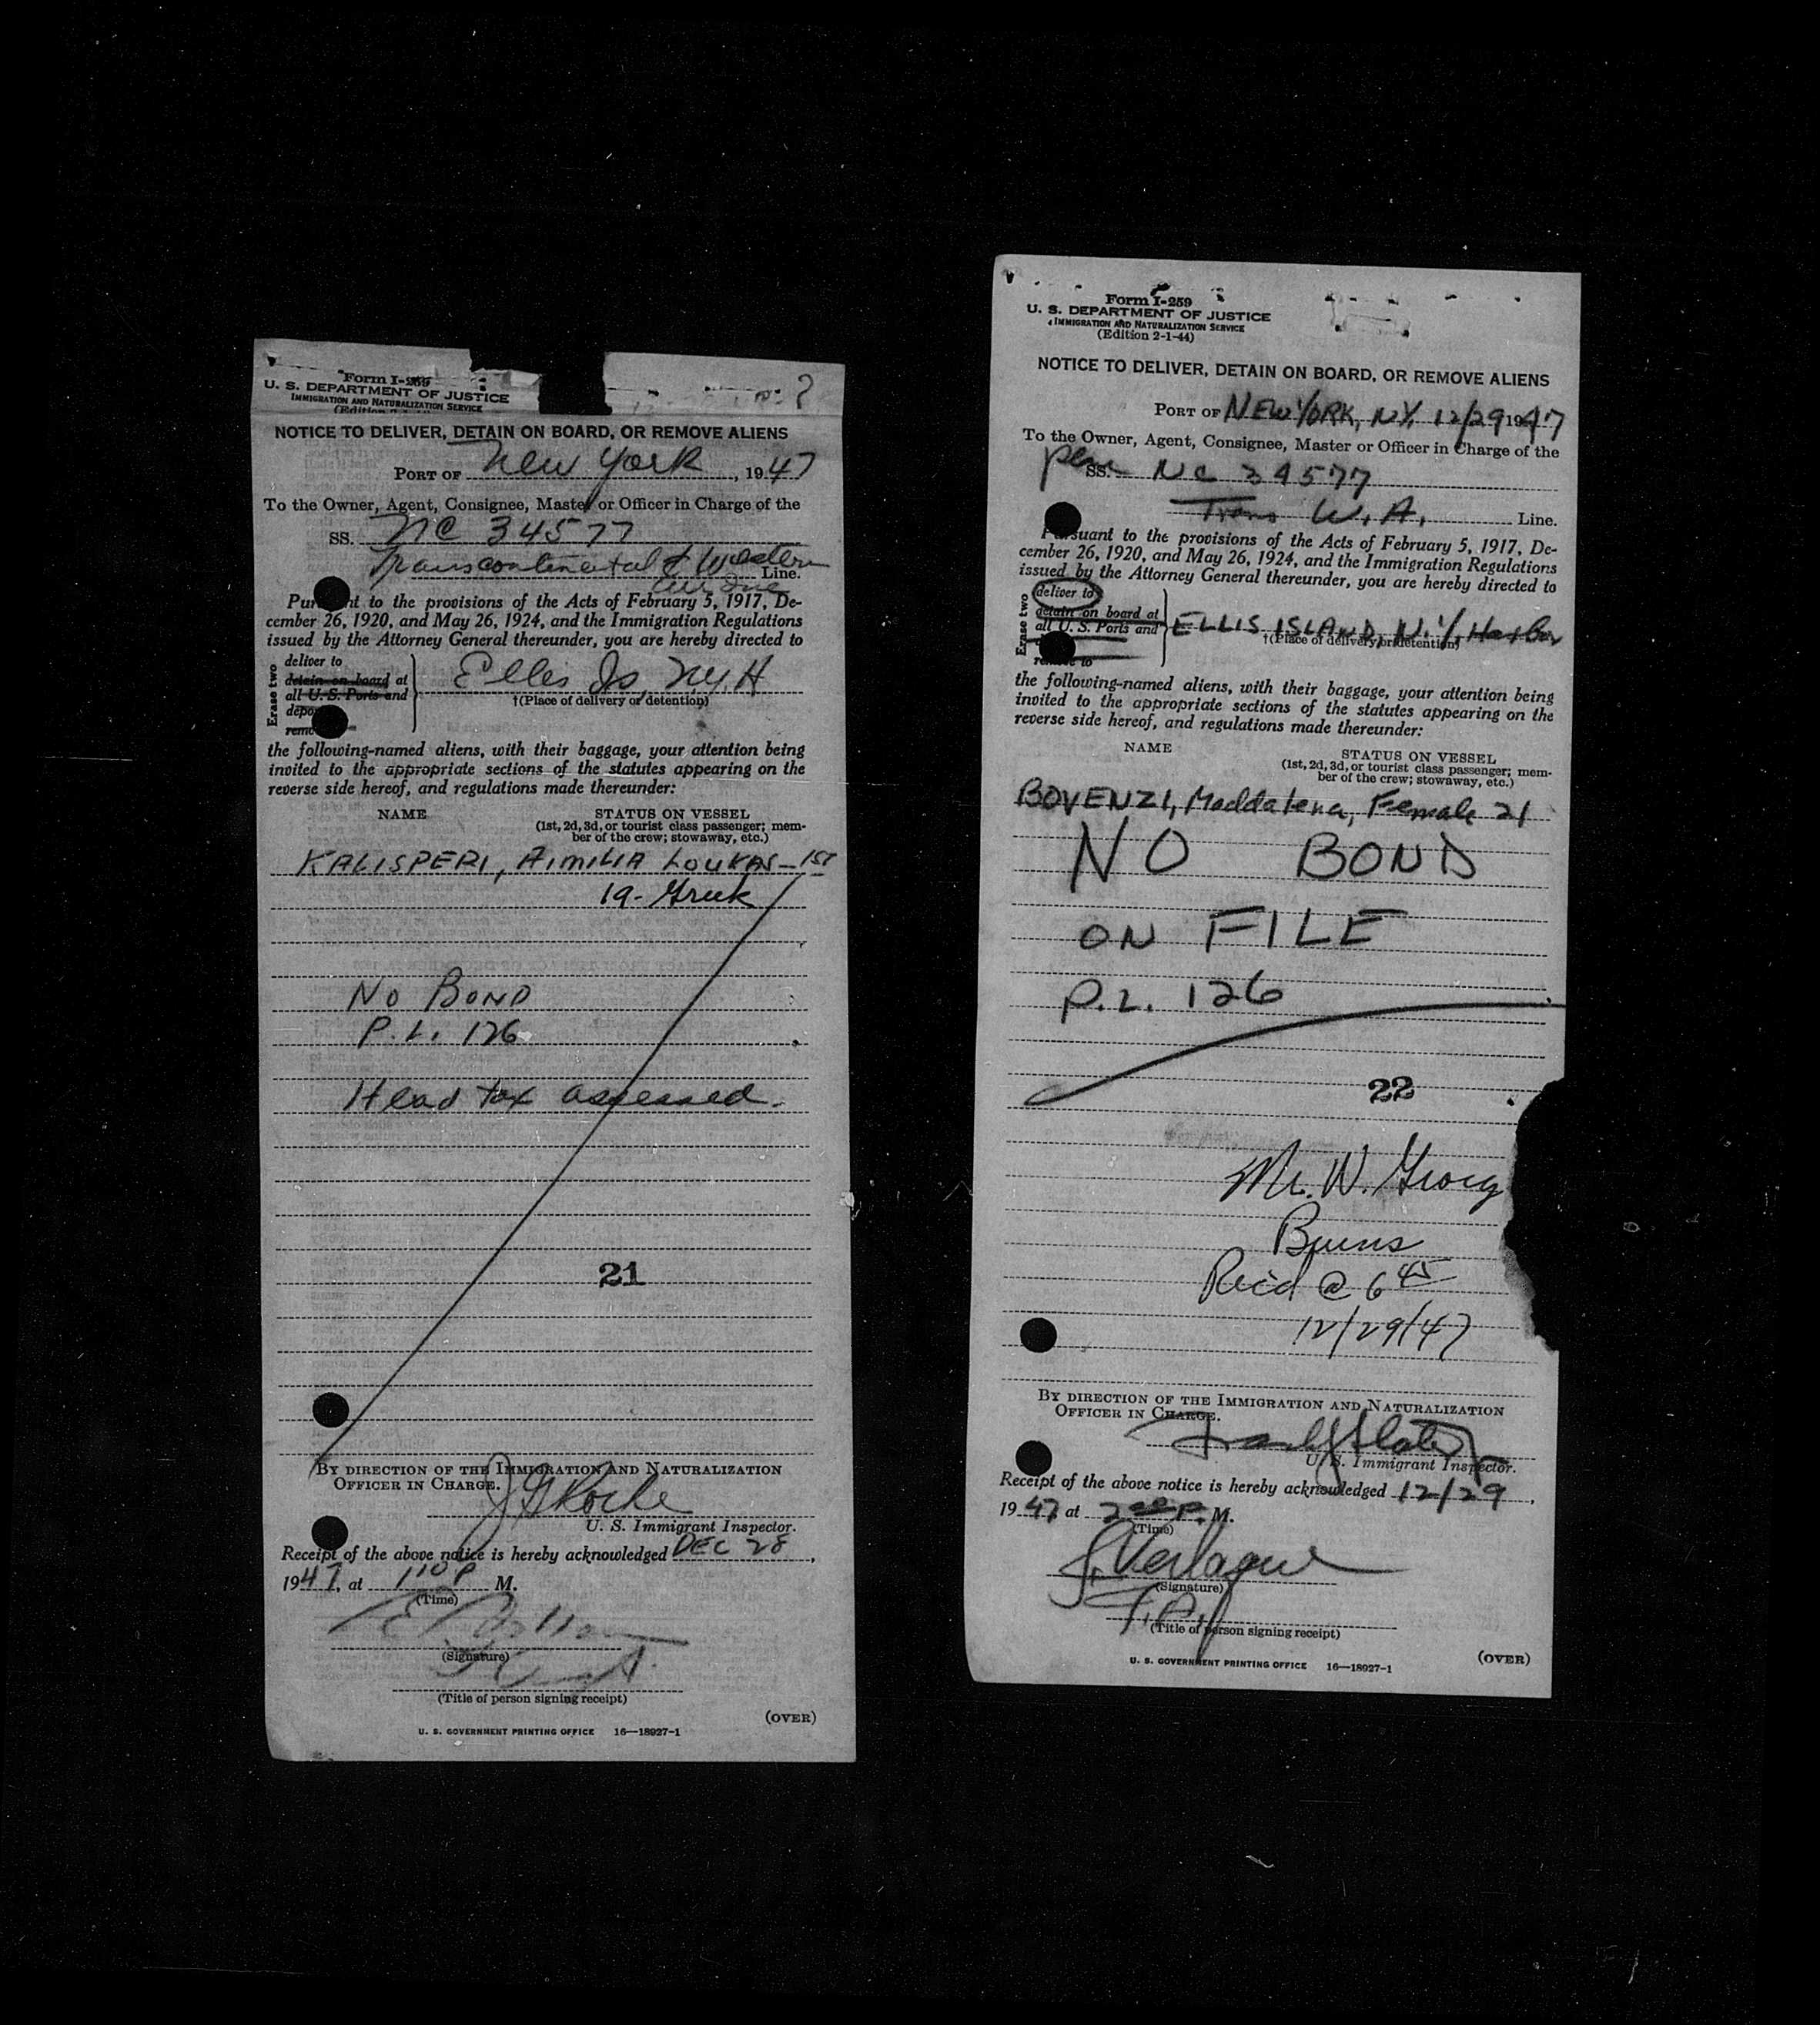 Form I-259
U. S. DEPARTMENT OF JUSTICE
IMMIGRATION AND NATURALIZATION SERVICE
NOTICE TO DELIVER, DETAIN ON BOARD, OR REMOVE ALIENS
PORT OF New York, 1947
To the Owner, Agent, Consignee, Master or Officer in Charge of the
SS. NC 34577
Transcontinental & Western
Line.
Pursuant to the provisions of the Acts of February 5, 1917, De-
cember 26, 1920, and May 26, 1924, and the Immigration Regulations
issued by the Attorney General thereunder, you are hereby directed to
Erase two
deliver to
detain on board at
all U. S. Ports and
Ellis Is, N.Y.H
†(Place of delivery or detention)
the following-named aliens, with their baggage, your attention being
invited to the appropriate sections of the statutes appearing on the
reverse side hereof, and regulations made thereunder:
NAME STATUS ON VESSEL
(1st, 2d, 3d, or tourist class passenger; mem-
ber of the crew; stowaway, etc.)
KALISPERI, AIMILIA LOUKAS - 1st
19 - Greek
NO BOND
P.L. 126
Head tax assessed.
21
BY DIRECTION OF THE IMMIGRATION AND NATURALIZATION
OFFICER IN CHARGE.
U. S. Immigrant Inspector.
Receipt of the above notice is hereby acknowledged DEC 28,
1947, at 1 10 P M.
(Time)
(Signature)
(Title of person signing receipt)
(OVER)
U. S. GOVERNMENT PRINTING OFFICE 16—18927-1
Form I-259
U. S. DEPARTMENT OF JUSTICE
IMMIGRATION AND NATURALIZATION SERVICE
(Edition 2-1-44)
NOTICE TO DELIVER, DETAIN ON BOARD, OR REMOVE ALIENS
PORT OF NEW YORK, NY, 12/29 1947
To the Owner, Agent, Consignee, Master or Officer in Charge of the
SS. NC 34577
Trans W. A. Line.
Pursuant to the provisions of the Acts of February 5, 1917, De-
cember 26, 1920, and May 26, 1924, and the Immigration Regulations
issued by the Attorney General thereunder, you are hereby directed to
Erase two
deliver to
detain on board at
all U. S. Ports and
ELLIS ISLAND, N.Y, Harbor
†(Place of delivery or detention)
the following-named aliens, with their baggage, your attention being
invited to the appropriate sections of the statutes appearing on the
reverse side hereof, and regulations made thereunder:
NAME STATUS ON VESSEL
(1st, 2d, 3d, or tourist class passenger; mem-
ber of the crew; stowaway, etc.)
BOVENZI, Maddalena, Female 21
NO BOND
ON FILE
P.L. 126
22
Mr. W. Georg
Burns
Rec'd @ 6 45
12/29/47
BY DIRECTION OF THE IMMIGRATION AND NATURALIZATION
OFFICER IN CHARGE.
U. S. Immigrant Inspector.
Receipt of the above notice is hereby acknowledged 12/29,
1947, at 2 00 P. M.
(Time)
(Signature)
(Title of person signing receipt)
(OVER)
U. S. GOVERNMENT PRINTING OFFICE 16—18927-1